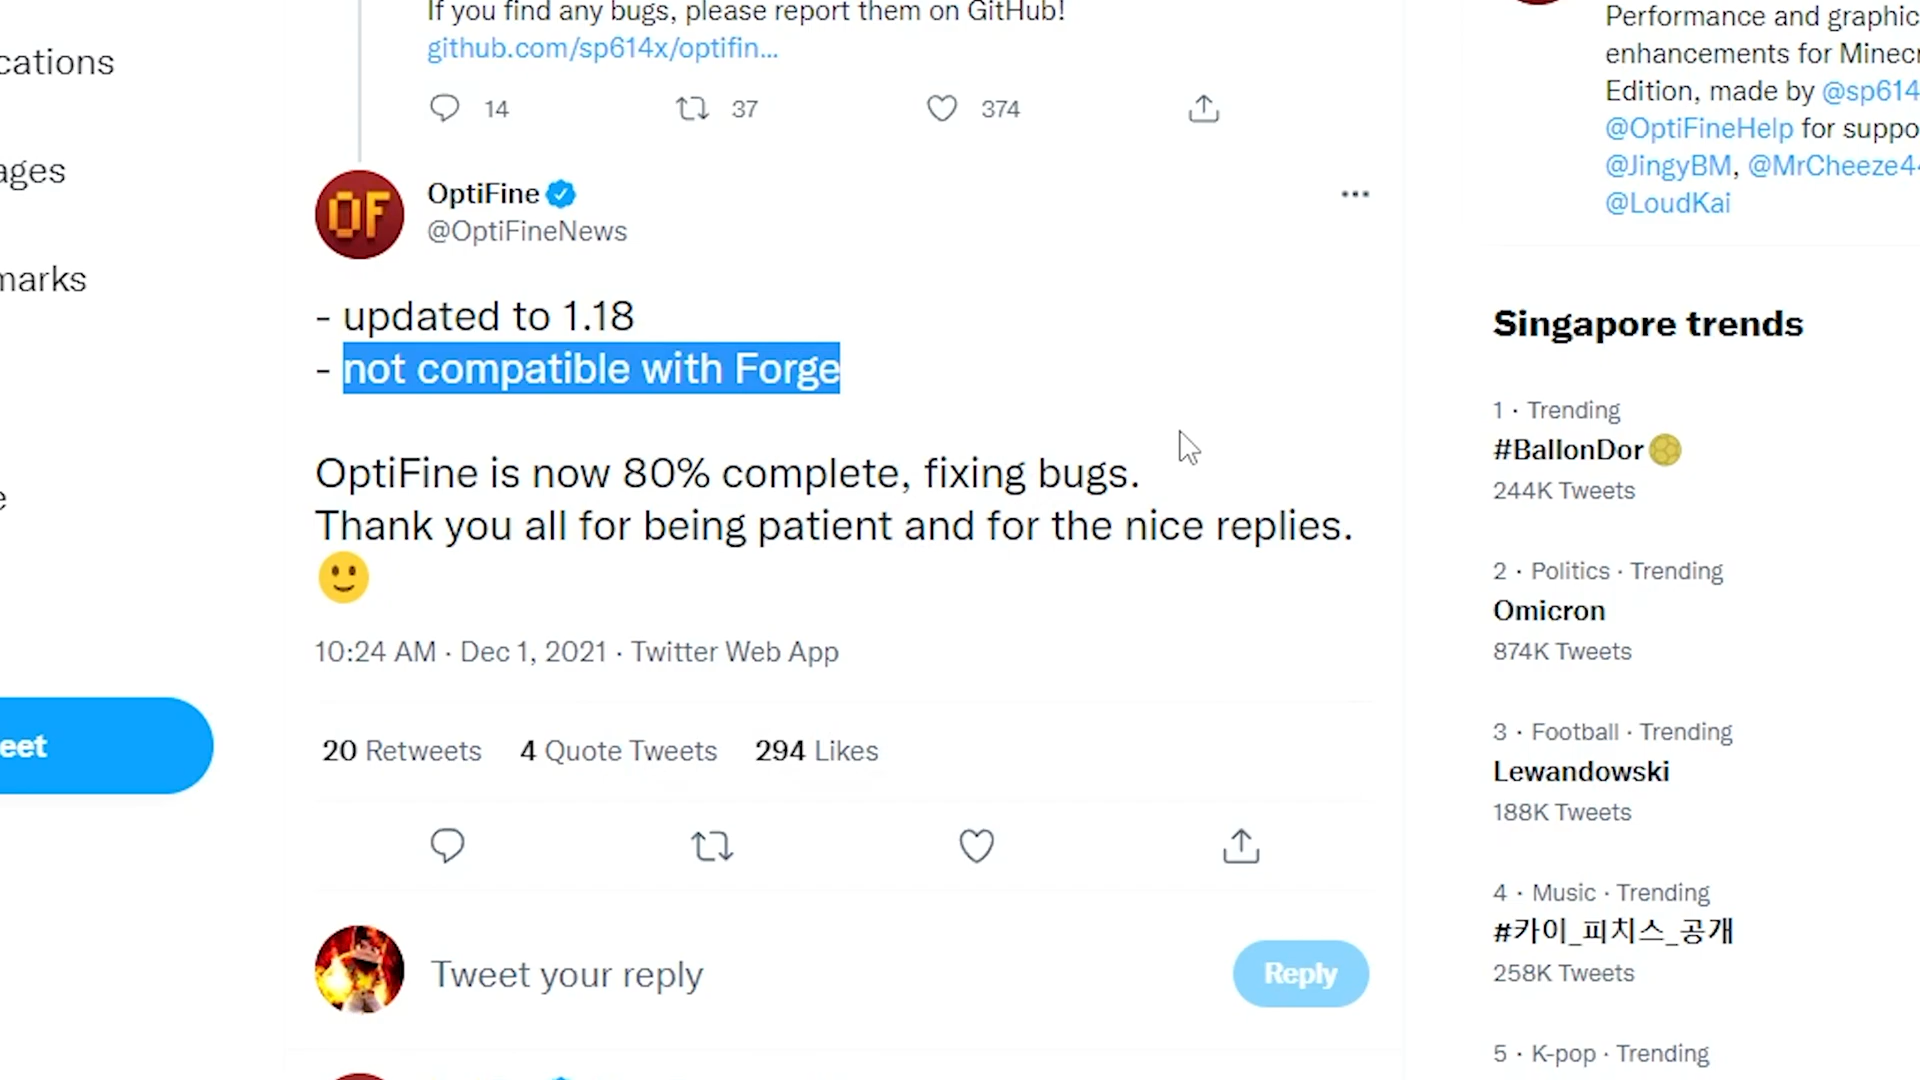 If you find any bugs, please report them on GitHub!
github.com/sp614x/optifin...
14 37 374
OptiFine
@OptiFineNews
- updated to 1.18
- not compatible with Forge
OptiFine is now 80% complete, fixing bugs.
Thank you all for being patient and for the nice replies.
10:24 AM · Dec 1, 2021 · Twitter Web App
20 Retweets 4 Quote Tweets 294 Likes
Tweet your reply
Reply
cations
ages
marks
e
eet
Performance and graphic
enhancements for Minecr
Edition, made by @sp614
@OptiFineHelp for suppo
@JingyBM, @MrCheeze44
@LoudKai
Singapore trends
1 · Trending
#BallonDor
244K Tweets
2 · Politics · Trending
Omicron
874K Tweets
3 · Football · Trending
Lewandowski
188K Tweets
4 · Music · Trending
#카이_피치스_공개
258K Tweets
5 · K-pop · Trending
OF